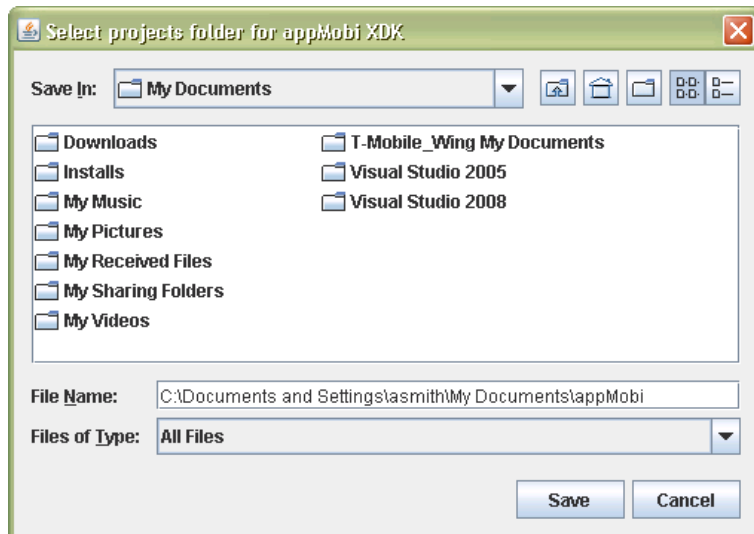 Select projects folder for appMobi XDK
Save In: My Documents
Downloads
Installs
My Music
My Pictures
My Received Files
My Sharing Folders
My Videos
T-Mobile_Wing My Documents
Visual Studio 2005
Visual Studio 2008
File Name: C:\Documents and Settings\asmith\My Documents\appMobi
Files of Type: All Files
Save Cancel